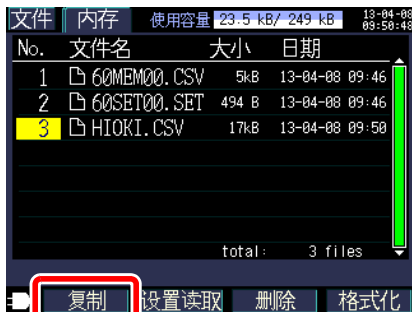 文件 内存 使用容量 23.5 kB/ 249 kB 13-04-08
09:50:48
No. 文件名 大小 日期
1 60MEM00.CSV 5kB 13-04-08 09:46
2 60SET00.SET 494 B 13-04-08 09:46
3 HIOKI.CSV 17kB 13-04-08 09:50
total: 3 files
复制 设置读取 删除 格式化